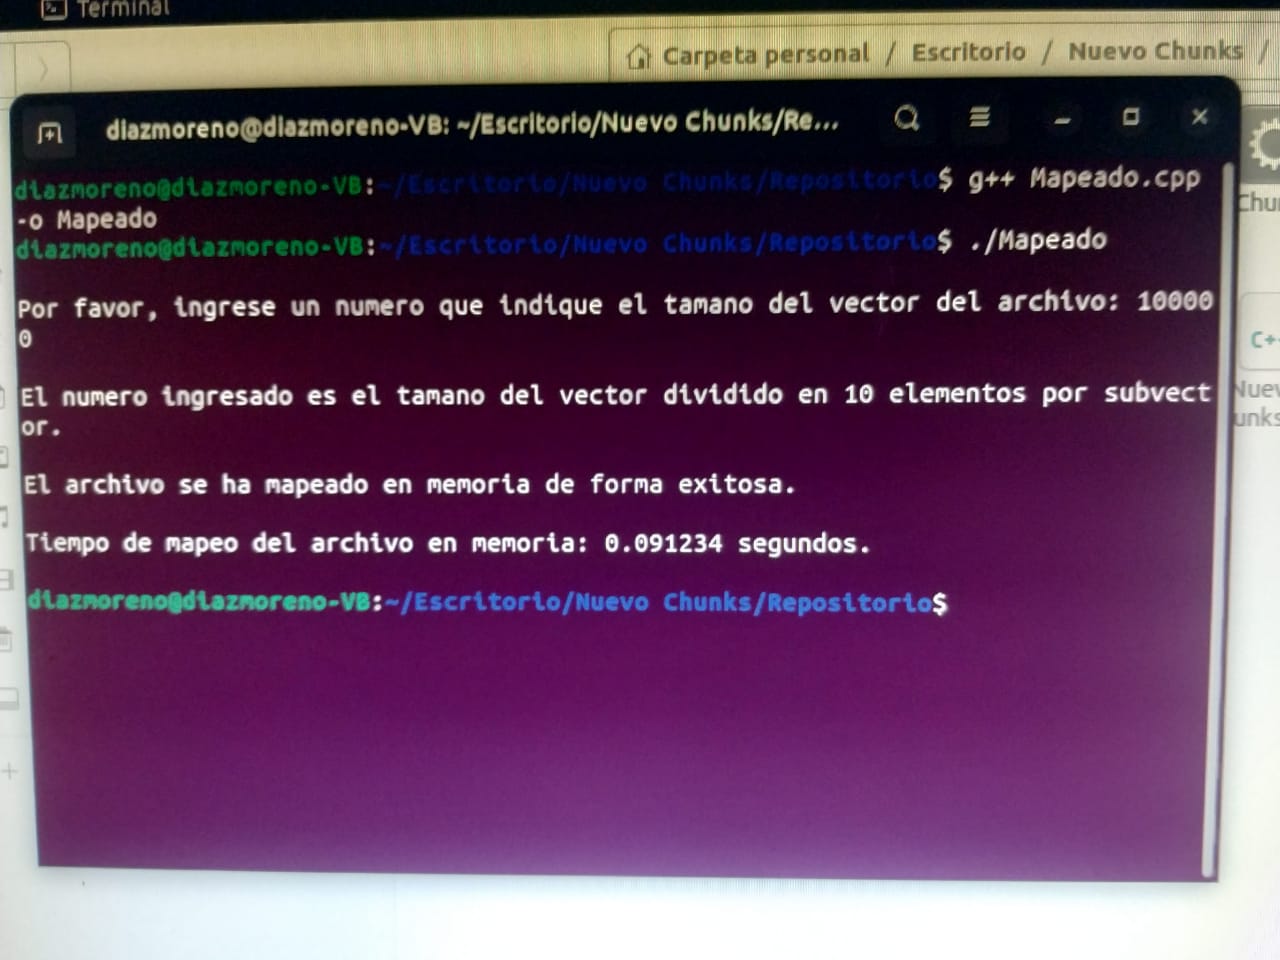 Terminal
Carpeta personal / Escritorio / Nuevo Chunks /
diazmoreno@diazmoreno-VB: ~/Escritorio/Nuevo Chunks/Re...
diazmoreno@diazmoreno-VB:~/Escritorio/Nuevo Chunks/Repositorio$ g++ Mapeado.cpp
-o Mapeado
diazmoreno@diazmoreno-VB:~/Escritorio/Nuevo Chunks/Repositorio$ ./Mapeado
Por favor, ingrese un numero que indique el tamano del vector del archivo: 10000
0
El numero ingresado es el tamano del vector dividido en 10 elementos por subvect
or.
El archivo se ha mapeado en memoria de forma exitosa.
Tiempo de mapeo del archivo en memoria: 0.091234 segundos.
diazmoreno@diazmoreno-VB:~/Escritorio/Nuevo Chunks/Repositorio$
Chu
C+
Nuev
unks